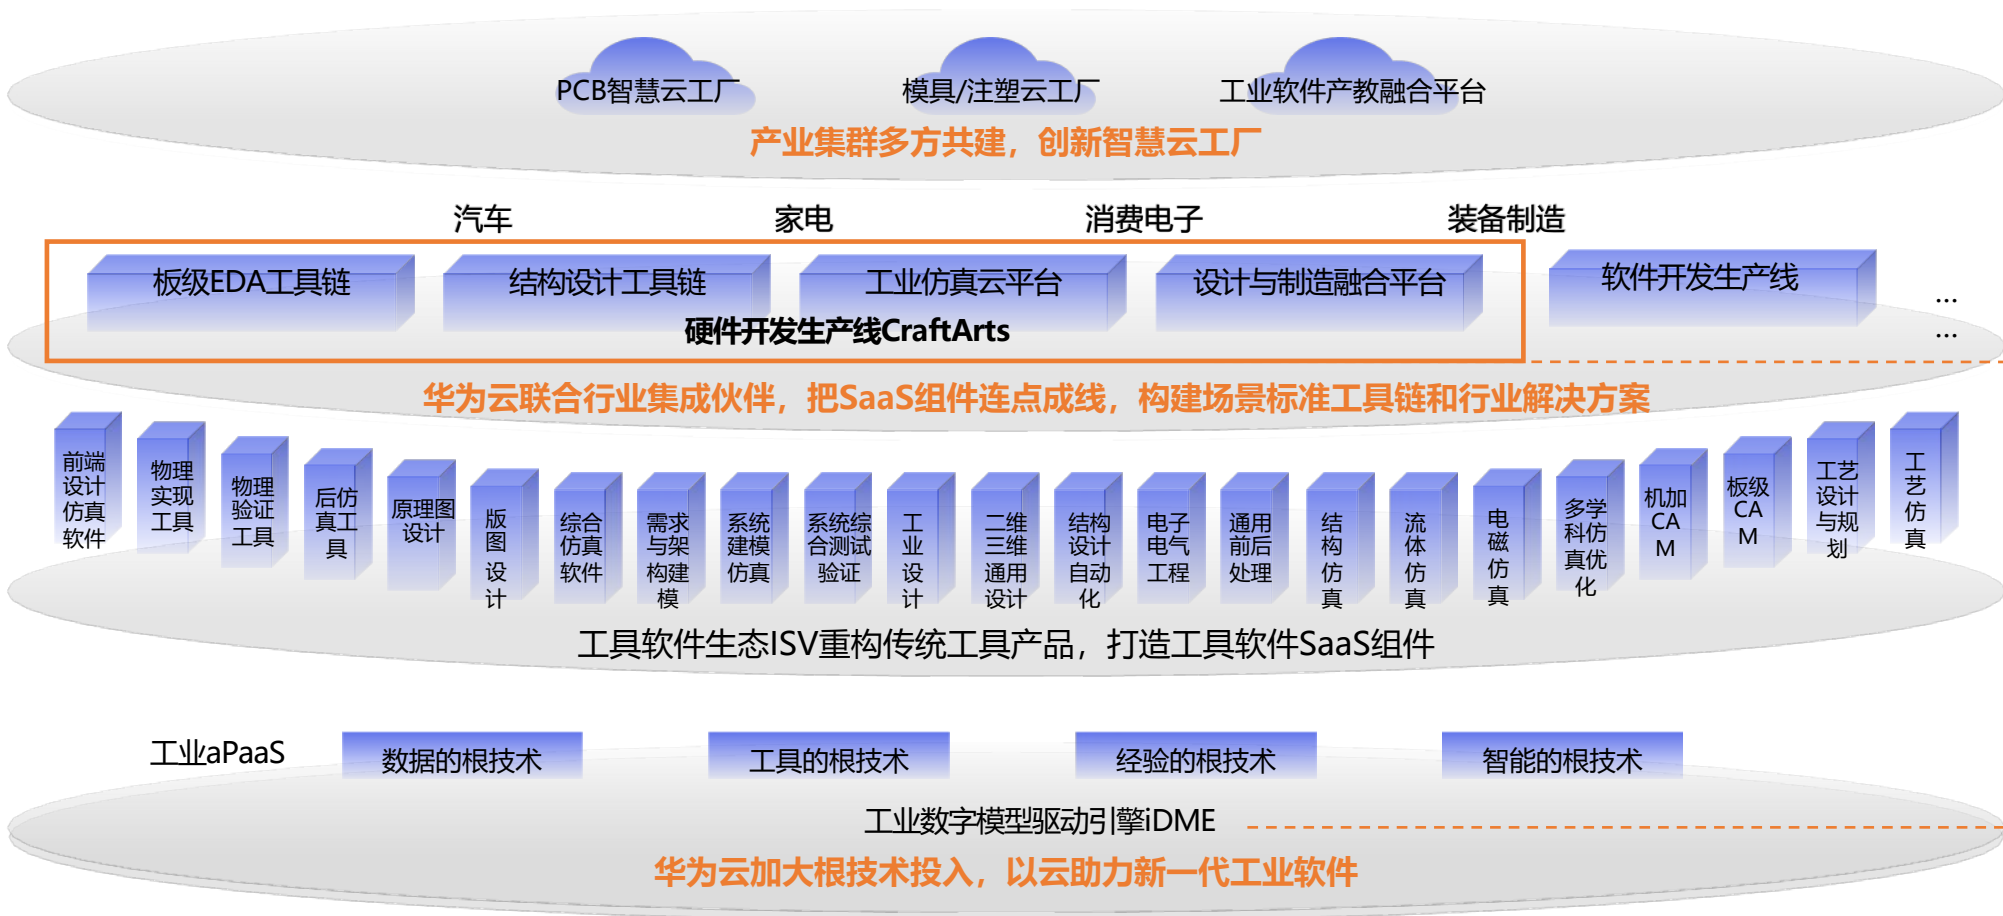 PCB智慧云工厂
模具/注塑云工厂
工业软件产教融合平台
产业集群多方共建，创新智慧云工厂
汽车
家电
消费电子
装备制造
板级EDA工具链
结构设计工具链
工业仿真云平台
设计与制造融合平台
软件开发生产线
...
...
硬件开发生产线CraftArts
华为云联合行业集成伙伴，把SaaS组件连点成线，构建场景标准工具链和行业解决方案
前端
设计
仿真
软件
物理
实现
工具
物理
验证
工具
后仿
真工
具
原理图
设计
版
图
设
计
综合
仿真
软件
需求
与架
构建
模
系统
建模
仿真
系统综
合测试
验证
工
业
设
计
二维
三维
通用
设计
结构
设计
自动
化
电子
电气
工程
通用
前后
处理
结
构
仿
真
流
体
仿
真
电
磁
仿
真
多学
科仿
真优
化
机加
CA
M
板级
CA
M
工艺
设计
与规
划
工
艺
仿
真
工具软件生态ISV重构传统工具产品，打造工具软件SaaS组件
工业aPaaS
数据的根技术
工具的根技术
经验的根技术
智能的根技术
工业数字模型驱动引擎iDME
华为云加大根技术投入，以云助力新一代工业软件